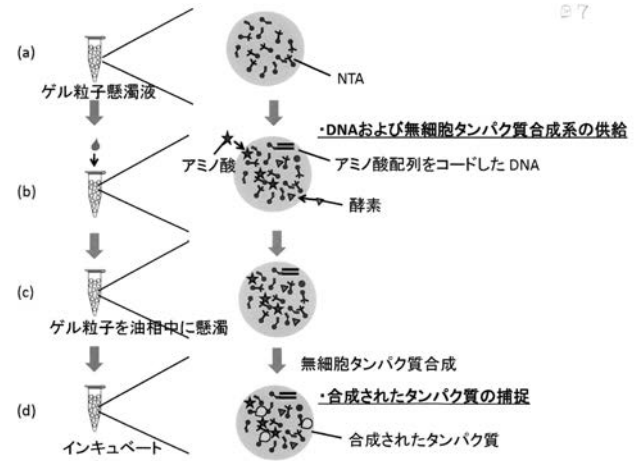 図7
(a)
NTA
ゲル粒子懸濁液
・DNAおよび無細胞タンパク質合成系の供給
アミノ酸
アミノ酸配列をコードした DNA
(b)
酵素
(c)
ゲル粒子を油相中に懸濁
無細胞タンパク質合成
・合成されたタンパク質の捕捉
(d)
合成されたタンパク質
インキュベート